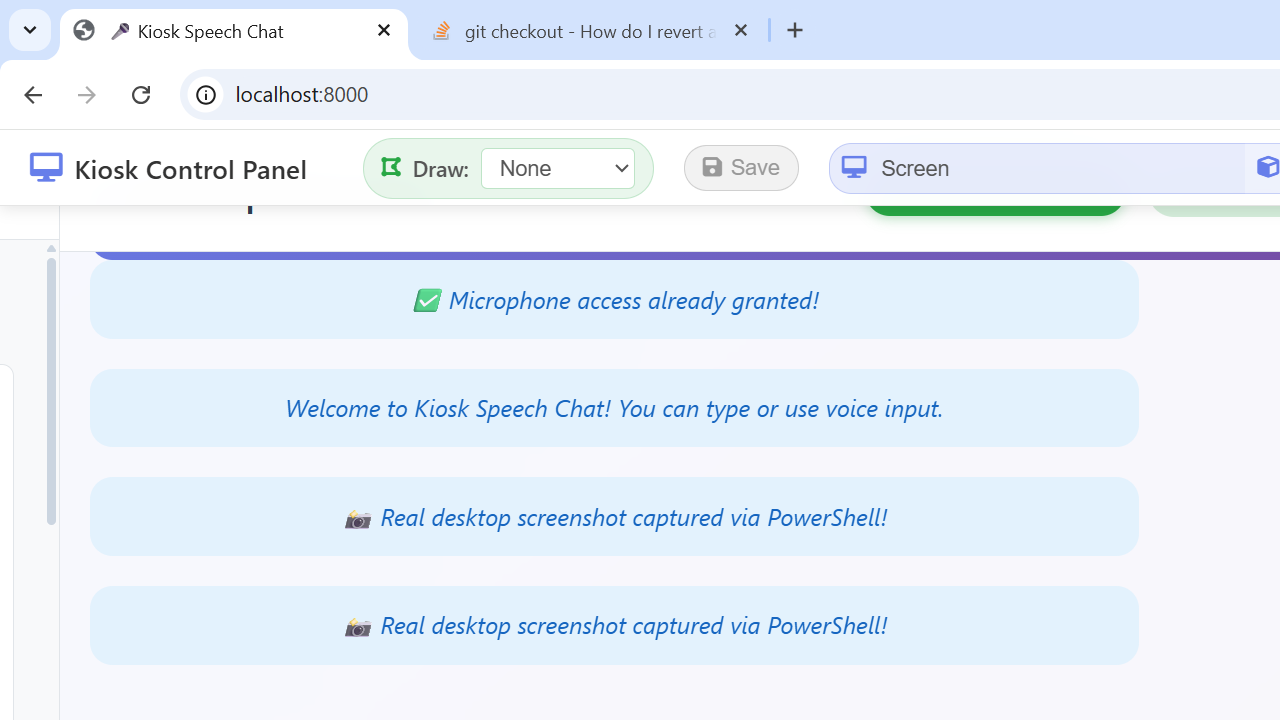 Kiosk Speech Chat
git checkout - How do I revert a
localhost:8000
Kiosk Control Panel
Draw:
None
Save
Screen
Microphone access already granted!
Welcome to Kiosk Speech Chat! You can type or use voice input.
Real desktop screenshot captured via PowerShell!
Real desktop screenshot captured via PowerShell!